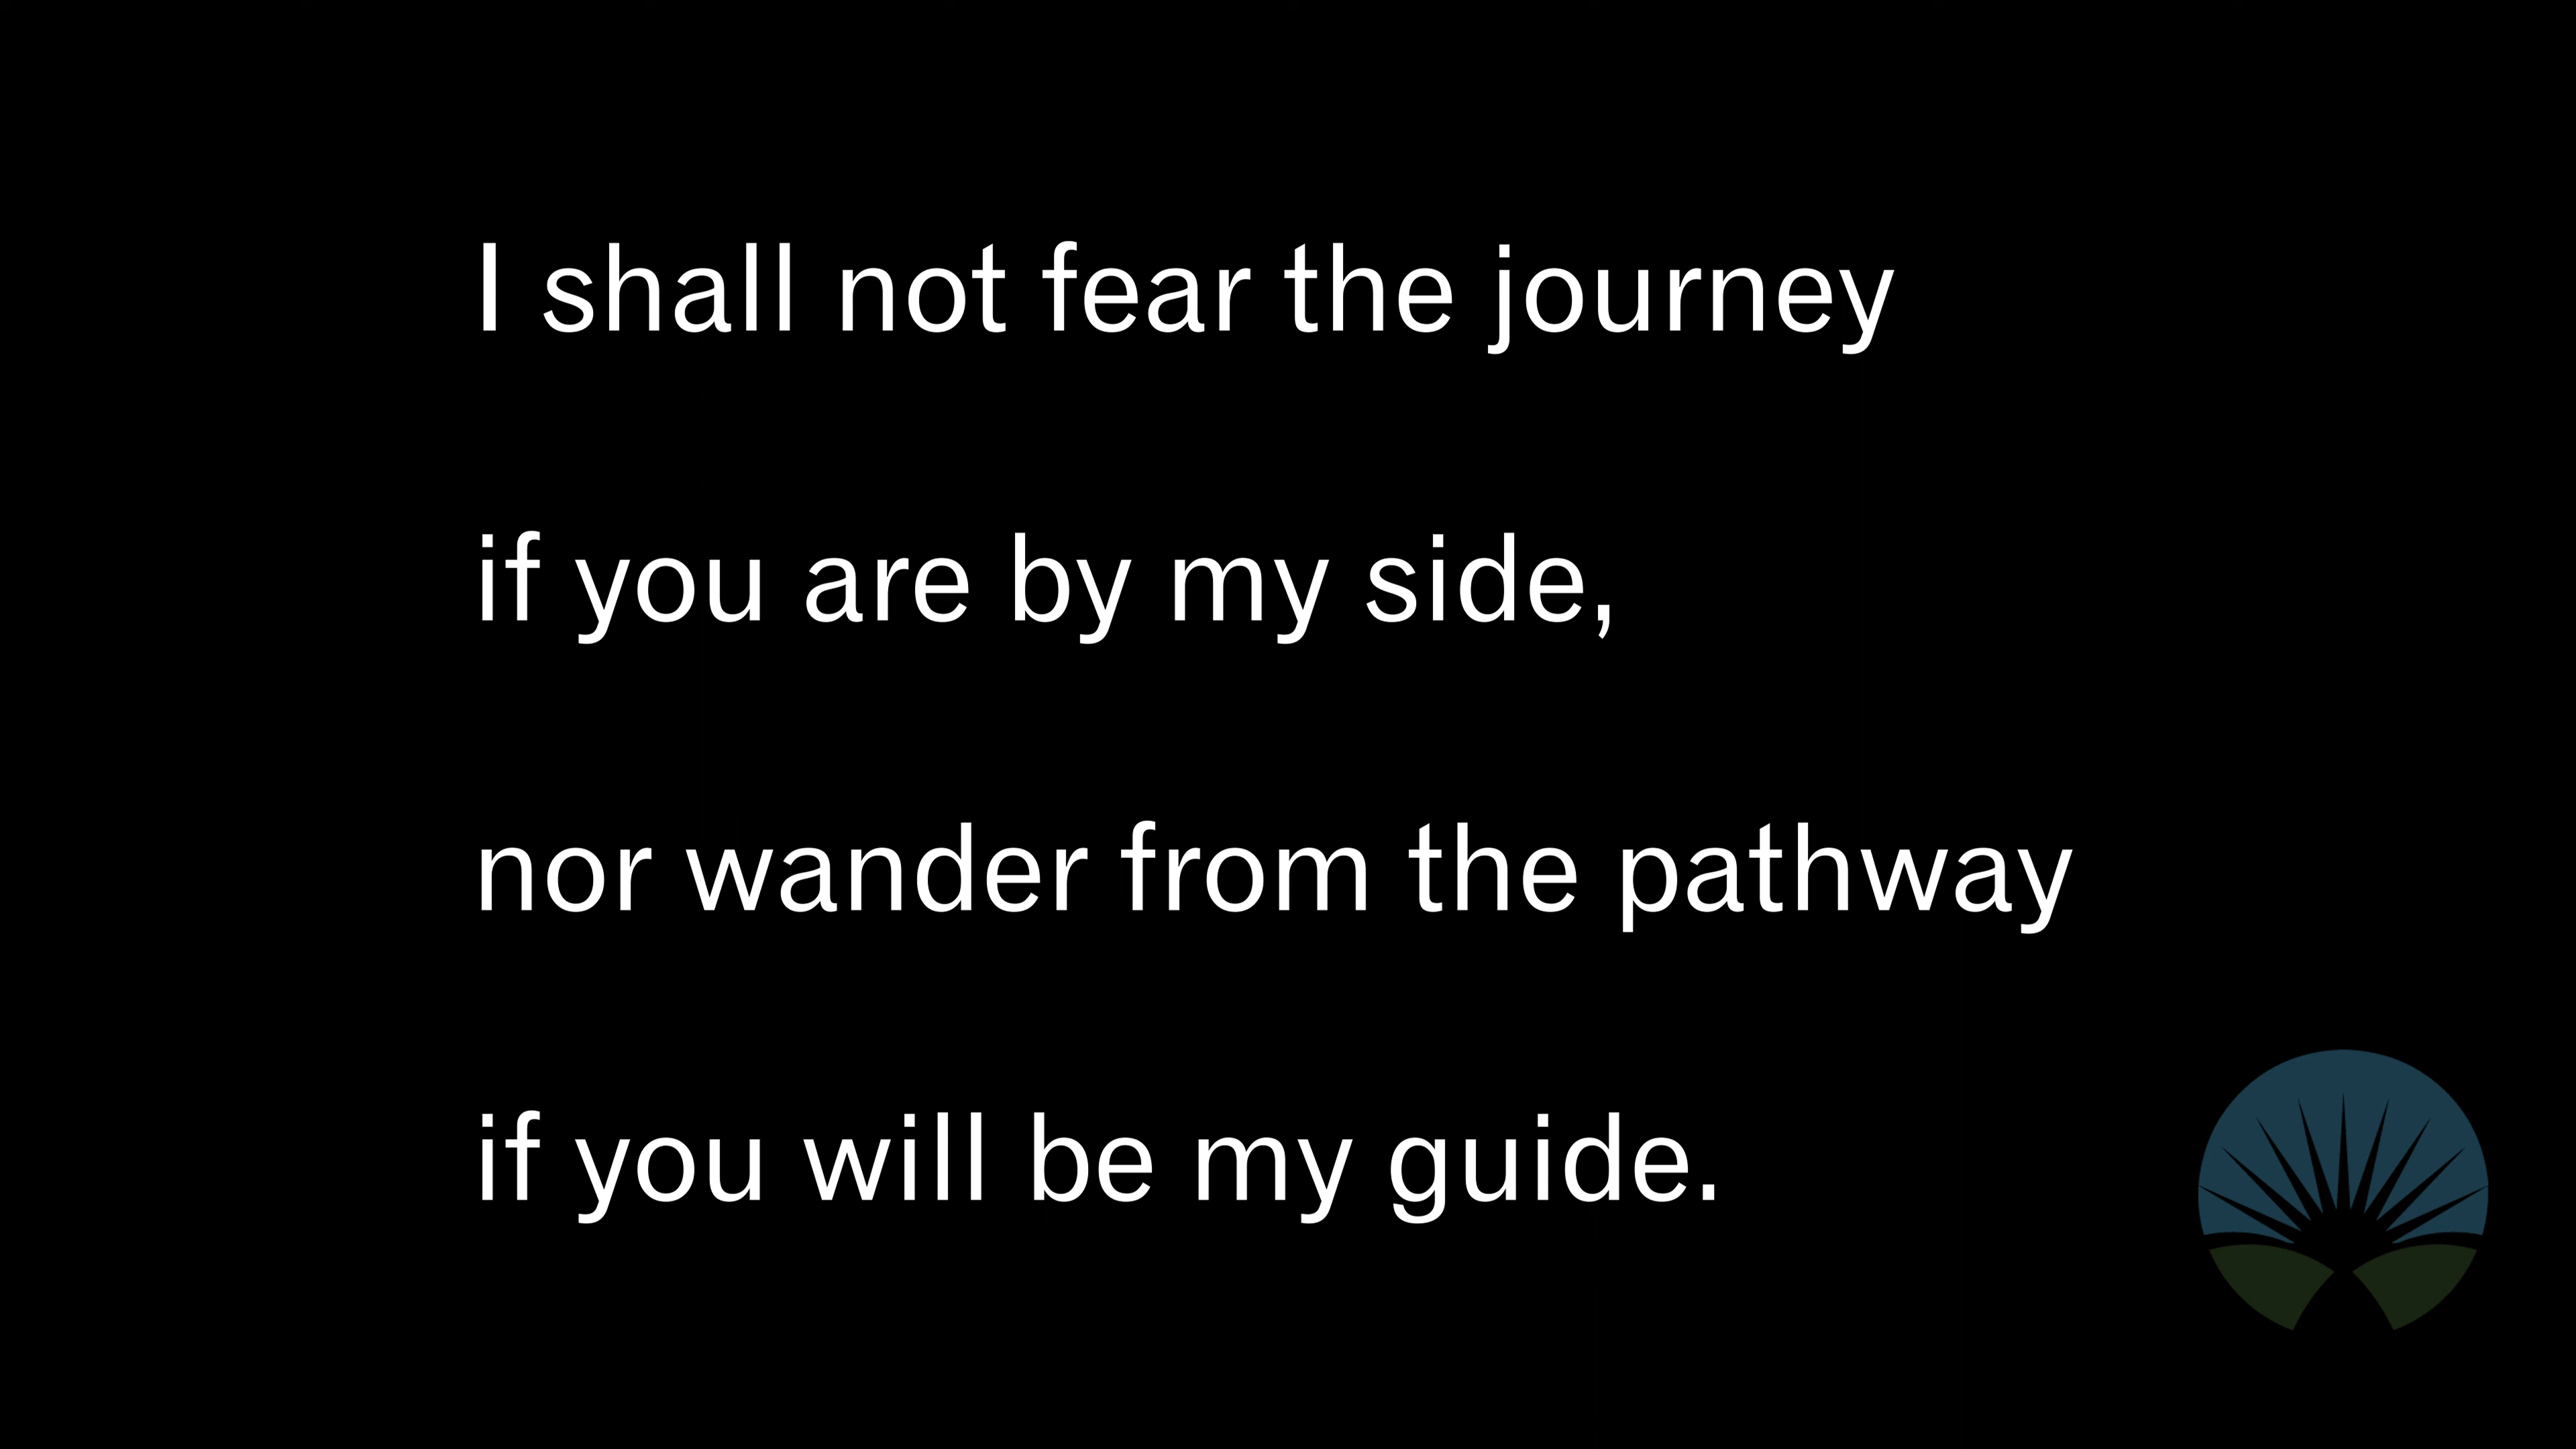 I shall not fear the journey
if you are by my side,
nor wander from the pathway
if you will be my guide.